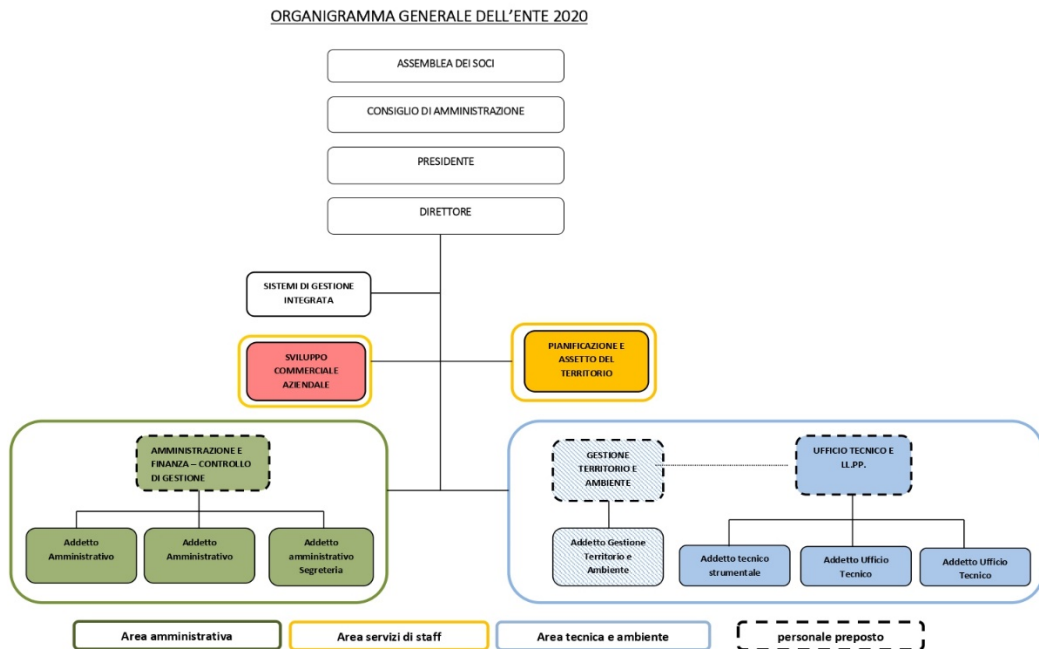 ORGANIGRAMMA GENERALE DELL'ENTE 2020
ASSEMBLEA DEI SOCI
CONSIGLIO DI AMMINISTRAZIONE
PRESIDENTE
DIRETTORE
SISTEMI DI GESTIONE
INTEGRATA
SVILUPPO
COMMERCIALE
AZIENDALE
PIANIFICAZIONE E
ASSETTO DEL
TERRITORIO
AMMINISTRAZIONE E
FINANZA – CONTROLLO
DI GESTIONE
Addetto
Amministrativo
Addetto
Amministrativo
Addetto
amministrativo
Segreteria
GESTIONE
TERRITORIO E
AMBIENTE
UFFICIO TECNICO E
LL.PP.
Addetto Gestione
Territorio e
Ambiente
Addetto tecnico
strumentale
Addetto Ufficio
Tecnico
Addetto Ufficio
Tecnico
Area amministrativa
Area servizi di staff
Area tecnica e ambiente
personale preposto